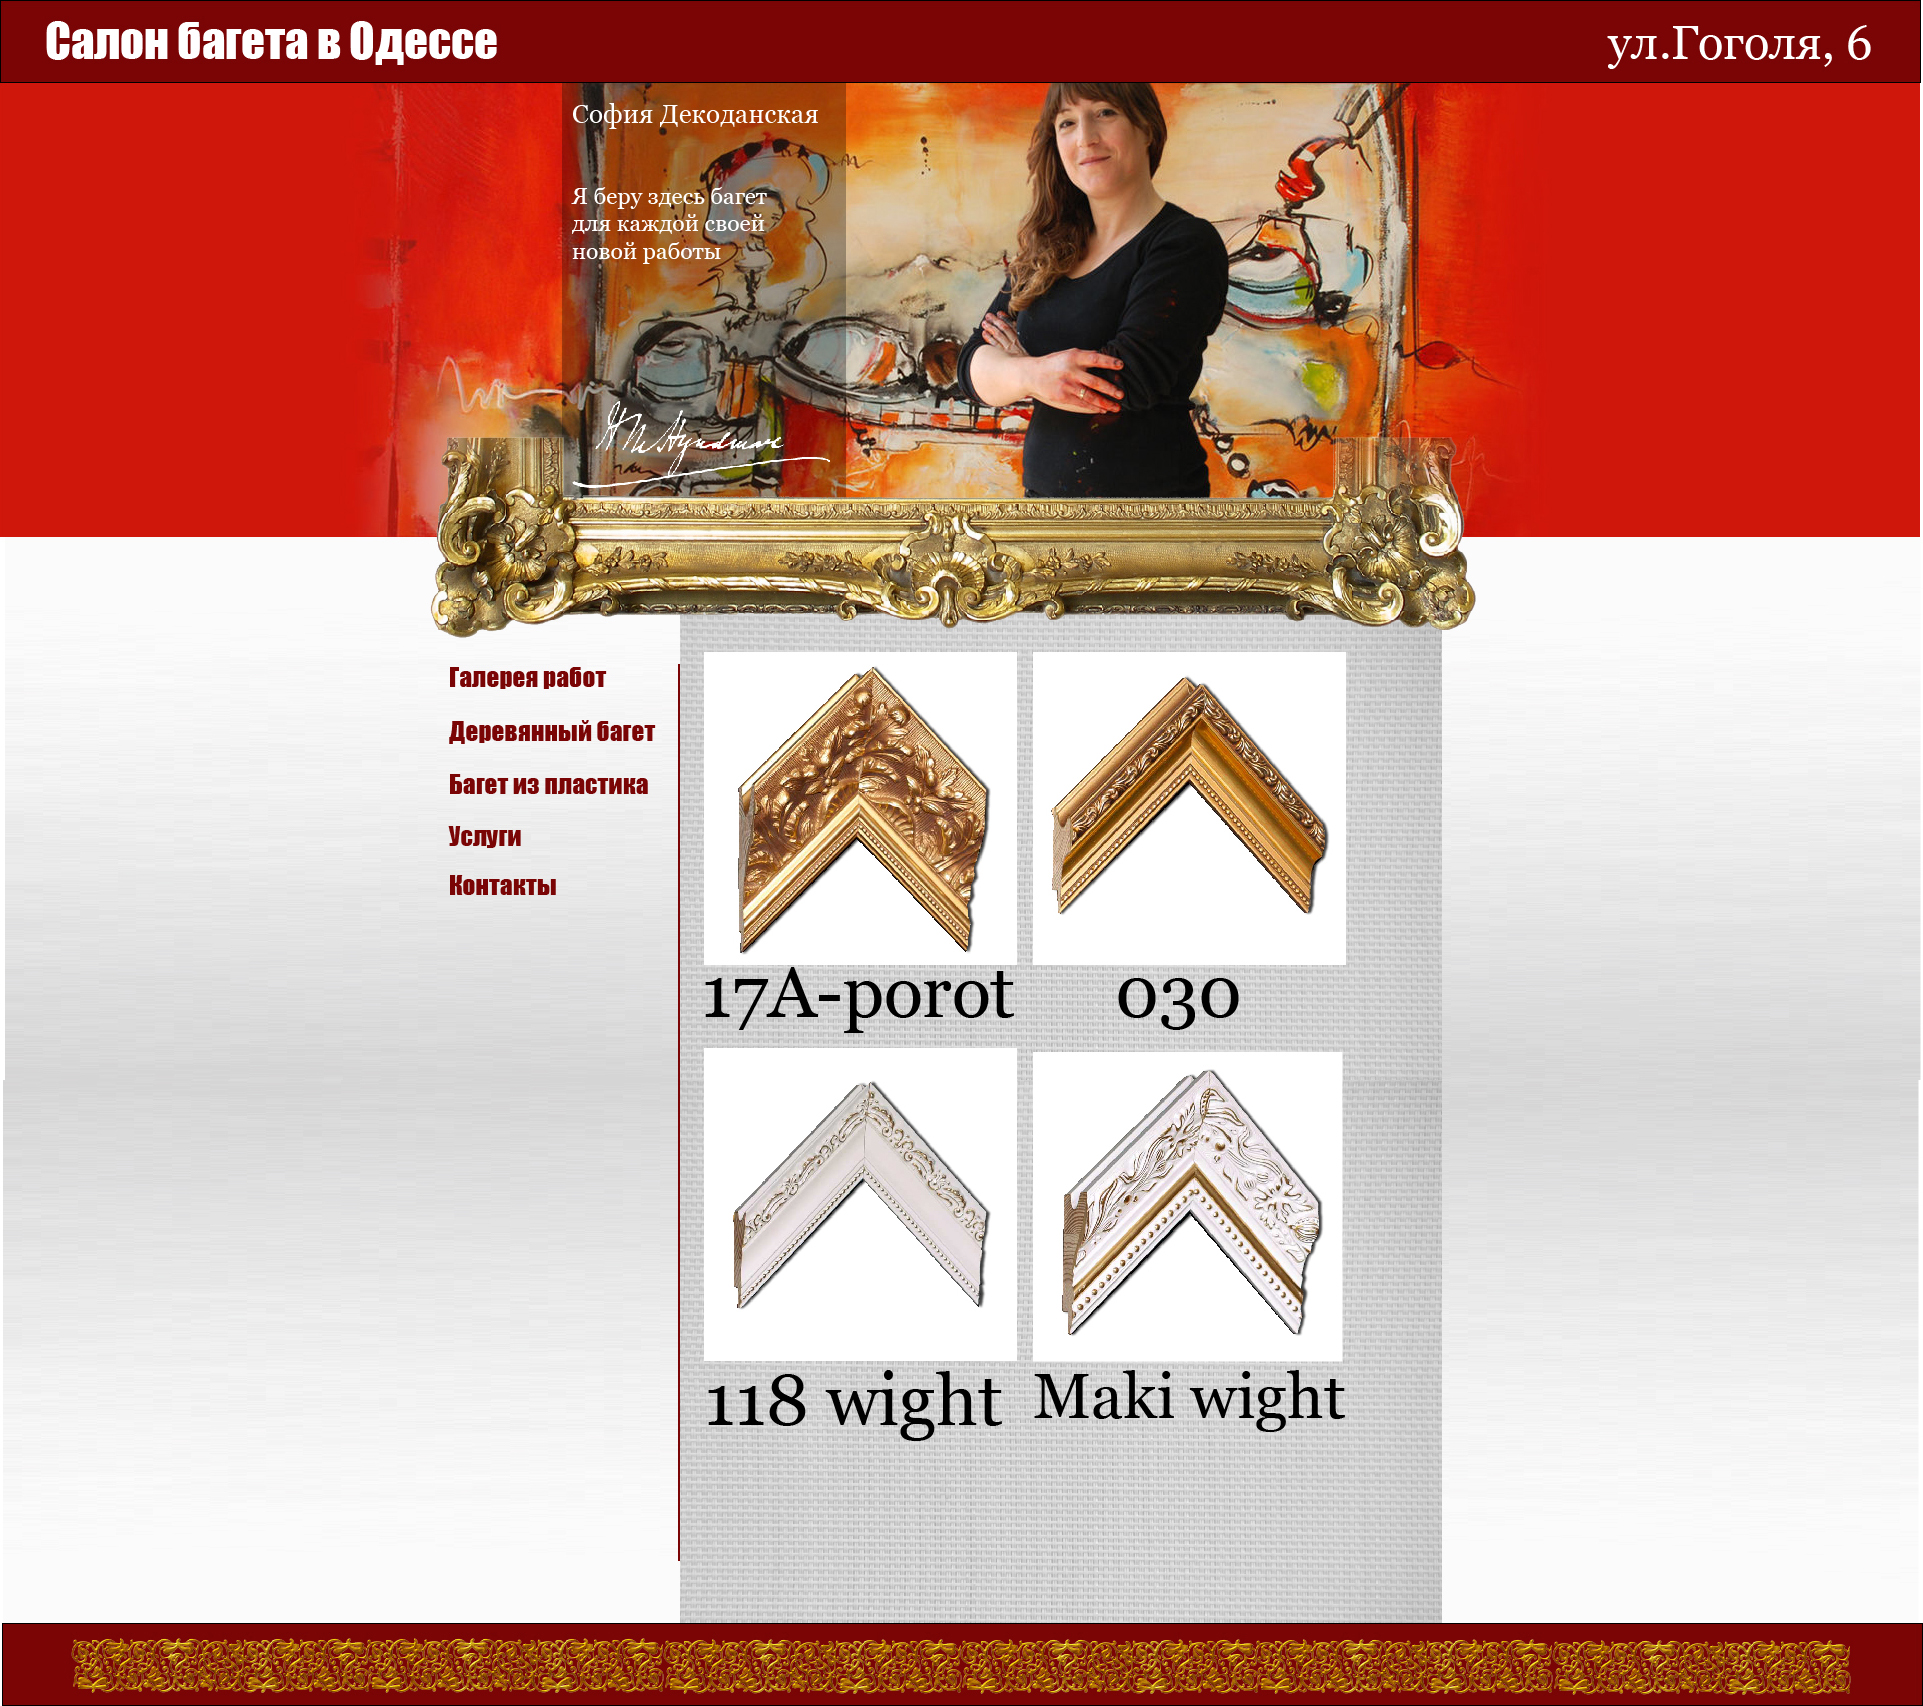 Салон багета в Одессе
ул.Гоголя, 6
София Декоданская
Я беру здесь багет
для каждой своей
новой работы
Галерея работ
Деревянный багет
Багет из пластика
Услуги
Контакты
17A-porot
030
118 wight
Maki wight